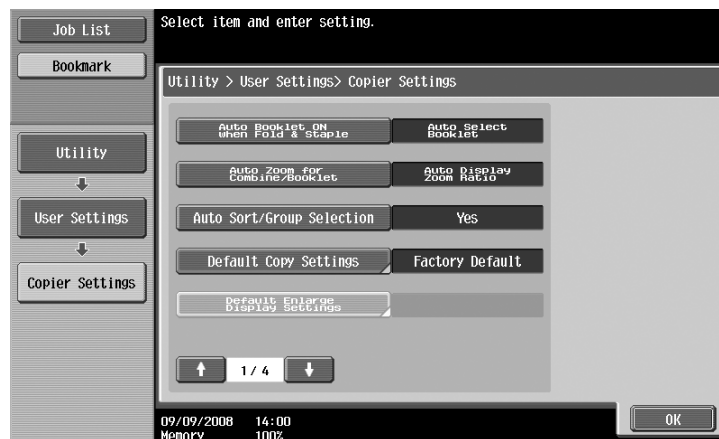 Job List
Select item and enter setting.
Bookmark
Utility > User Settings> Copier Settings
Auto Booklet ON
when Fold & Staple
Auto Select
Booklet
Utility
Auto Zoom for
Combine/Booklet
Auto Display
Zoom Ratio
User Settings
Auto Sort/Group Selection
Yes
Default Copy Settings
Factory Default
Copier Settings
Default Enlarge
Display Settings
1/ 4
OK
09/09/2008 14:00
Memory 100%